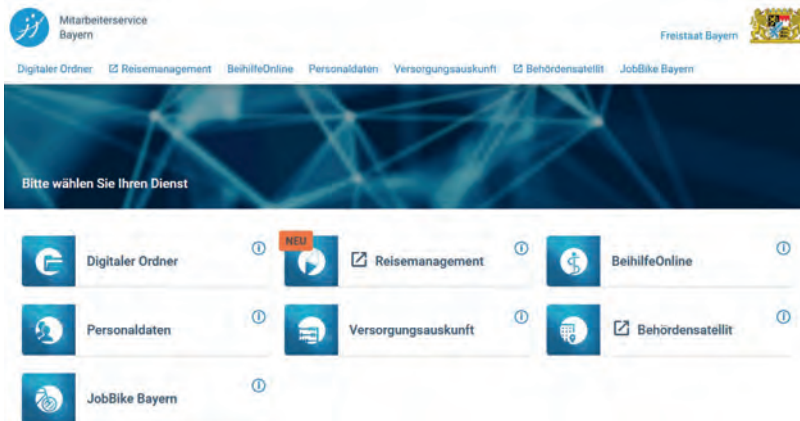 Mitarbeiterservice
Bayern
Freistaat Bayern
Digitaler Ordner Reisemanagement BeihilfeOnline Personaldaten Versorgungsauskunft Behördensatellit JobBike Bayern
Bitte wählen Sie Ihren Dienst
Digitaler Ordner
NEU
Reisemanagement
BeihilfeOnline
Personaldaten
Versorgungsauskunft
Behördensatellit
JobBike Bayern